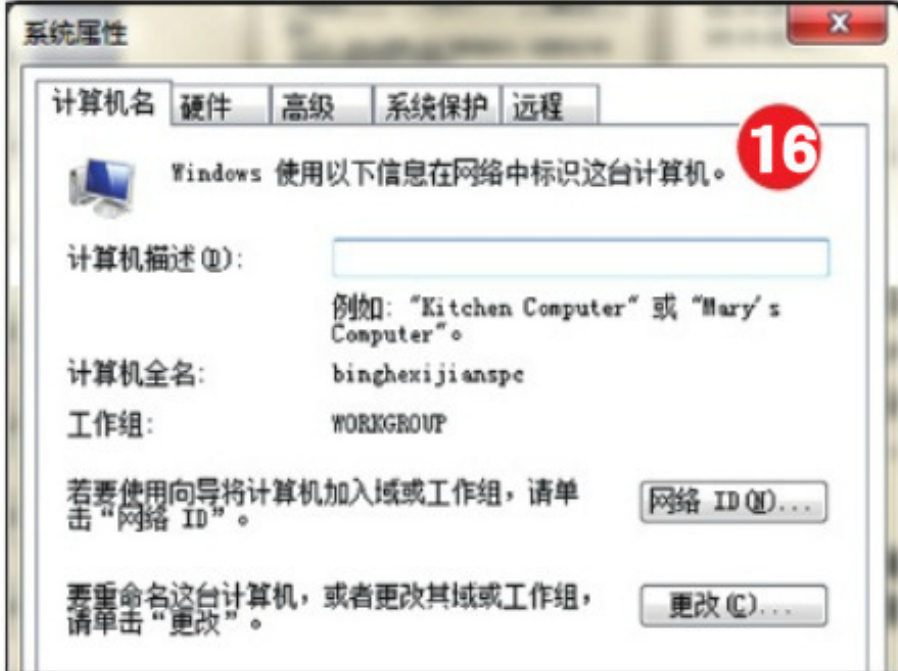 系统属性
计算机名 硬件 高级 系统保护 远程
16
Windows 使用以下信息在网络中标识这台计算机。
计算机描述(D):
例如: "Kitchen Computer" 或 "Mary's
Computer"。
计算机全名: binghexijianspc
工作组: WORKGROUP
若要使用向导将计算机加入域或工作组，请单
击“网络 ID”。
网络 ID(N)...
要重命名这台计算机，或者更改其域或工作组，
请单击“更改”。
更改(C)...